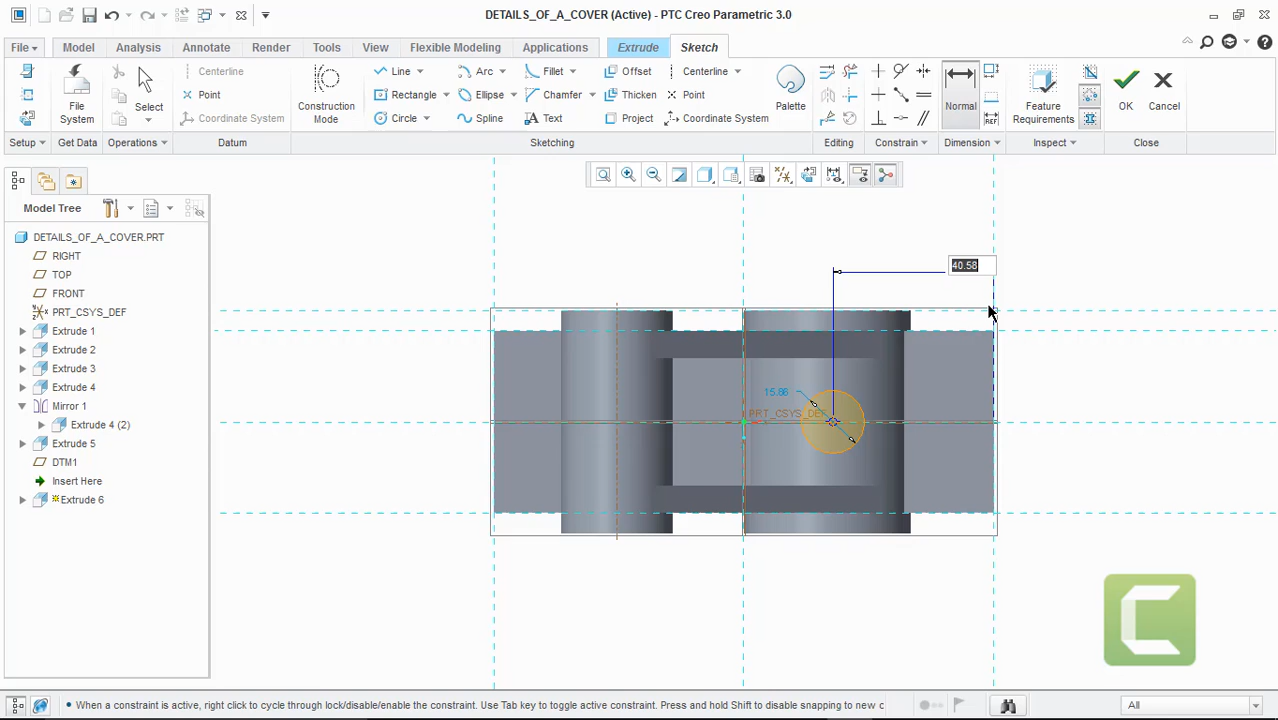 DETAILS_OF_A_COVER (Active) - PTC Creo Parametric 3.0
File Model Analysis Annotate Render Tools View Flexible Modeling Applications Extrude Sketch
File System
Select
Centerline
Point
Coordinate System
Construction Mode
Line Arc Fillet Offset Centerline
Rectangle Ellipse Chamfer Thicken Point
Circle Spline Text Project Coordinate System
Palette
Normal
REF
Feature Requirements
OK Cancel
Setup Get Data Operations Datum Sketching Editing Constrain Dimension Inspect Close
Model Tree
DETAILS_OF_A_COVER.PRT
RIGHT
TOP
FRONT
PRT_CSYS_DEF
Extrude 1
Extrude 2
Extrude 3
Extrude 4
Mirror 1
Extrude 4 (2)
Extrude 5
DTM1
Insert Here
Extrude 6
40.58
PRT_CSYS_DEF
• When a constraint is active, right click to cycle through lock/disable/enable the constraint. Use Tab key to toggle active constraint. Press and hold Shift to disable snapping to new c
All